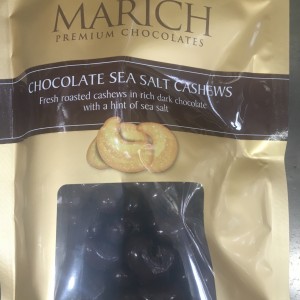 MARICH
PREMIUM CHOCOLATES
CHOCOLATE SEA SALT CASHEWS
Fresh roasted cashews in rich dark chocolate
with a hint of sea salt